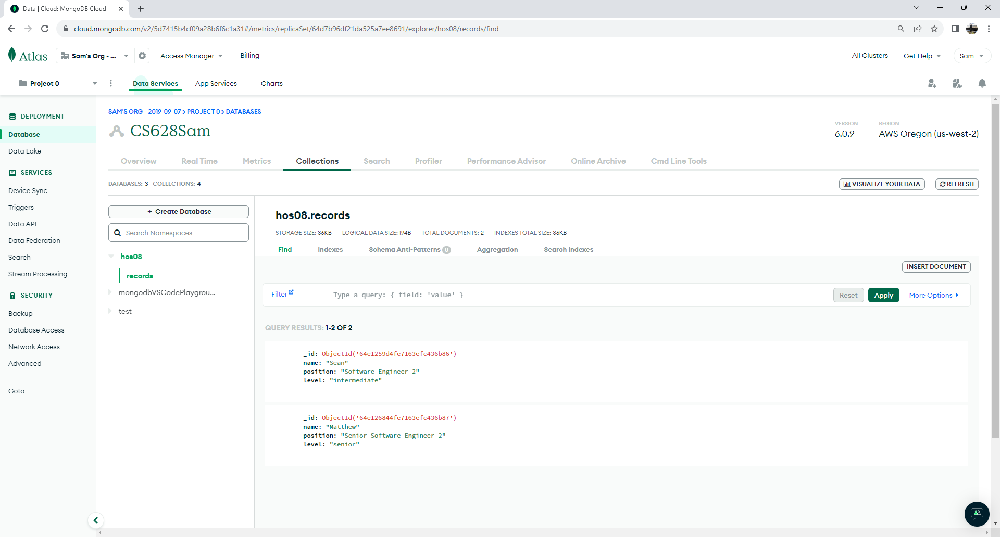 Data | Cloud: MongoDB Cloud
cloud.mongodb.com/v2/5d7415b4cf09a28b6f6c1a31#/metrics/replicaSet/64d7b96df21da525a7ee8691/explorer/hos08/records/find
Atlas
Sam's Org - ...
Access Manager
Billing
All Clusters
Get Help
Sam
Project 0
Data Services
App Services
Charts
DEPLOYMENT
Database
Data Lake
SERVICES
Device Sync
Triggers
Data API
Data Federation
Search
Stream Processing
SECURITY
Backup
Database Access
Network Access
Advanced
Goto
SAM'S ORG - 2019-09-07 > PROJECT 0 > DATABASES
CS628Sam
VERSION
6.0.9
REGION
AWS Oregon (us-west-2)
Overview
Real Time
Metrics
Collections
Search
Profiler
Performance Advisor
Online Archive
Cmd Line Tools
DATABASES: 3 COLLECTIONS: 4
VISUALIZE YOUR DATA
REFRESH
+ Create Database
Search Namespaces
hos08
records
mongodbVSCodePlaygrou...
test
hos08.records
STORAGE SIZE: 36KB LOGICAL DATA SIZE: 194B TOTAL DOCUMENTS: 2 INDEXES TOTAL SIZE: 36KB
Find
Indexes
Schema Anti-Patterns 0
Aggregation
Search Indexes
INSERT DOCUMENT
Filter
Type a query: { field: 'value' }
Reset
Apply
More Options
QUERY RESULTS: 1-2 OF 2
_id: ObjectId('64e1259d4fe7163efc436b86')
name: "Sean"
position: "Software Engineer 2"
level: "intermediate"
_id: ObjectId('64e126844fe7163efc436b87')
name: "Matthew"
position: "Senior Software Engineer 2"
level: "senior"